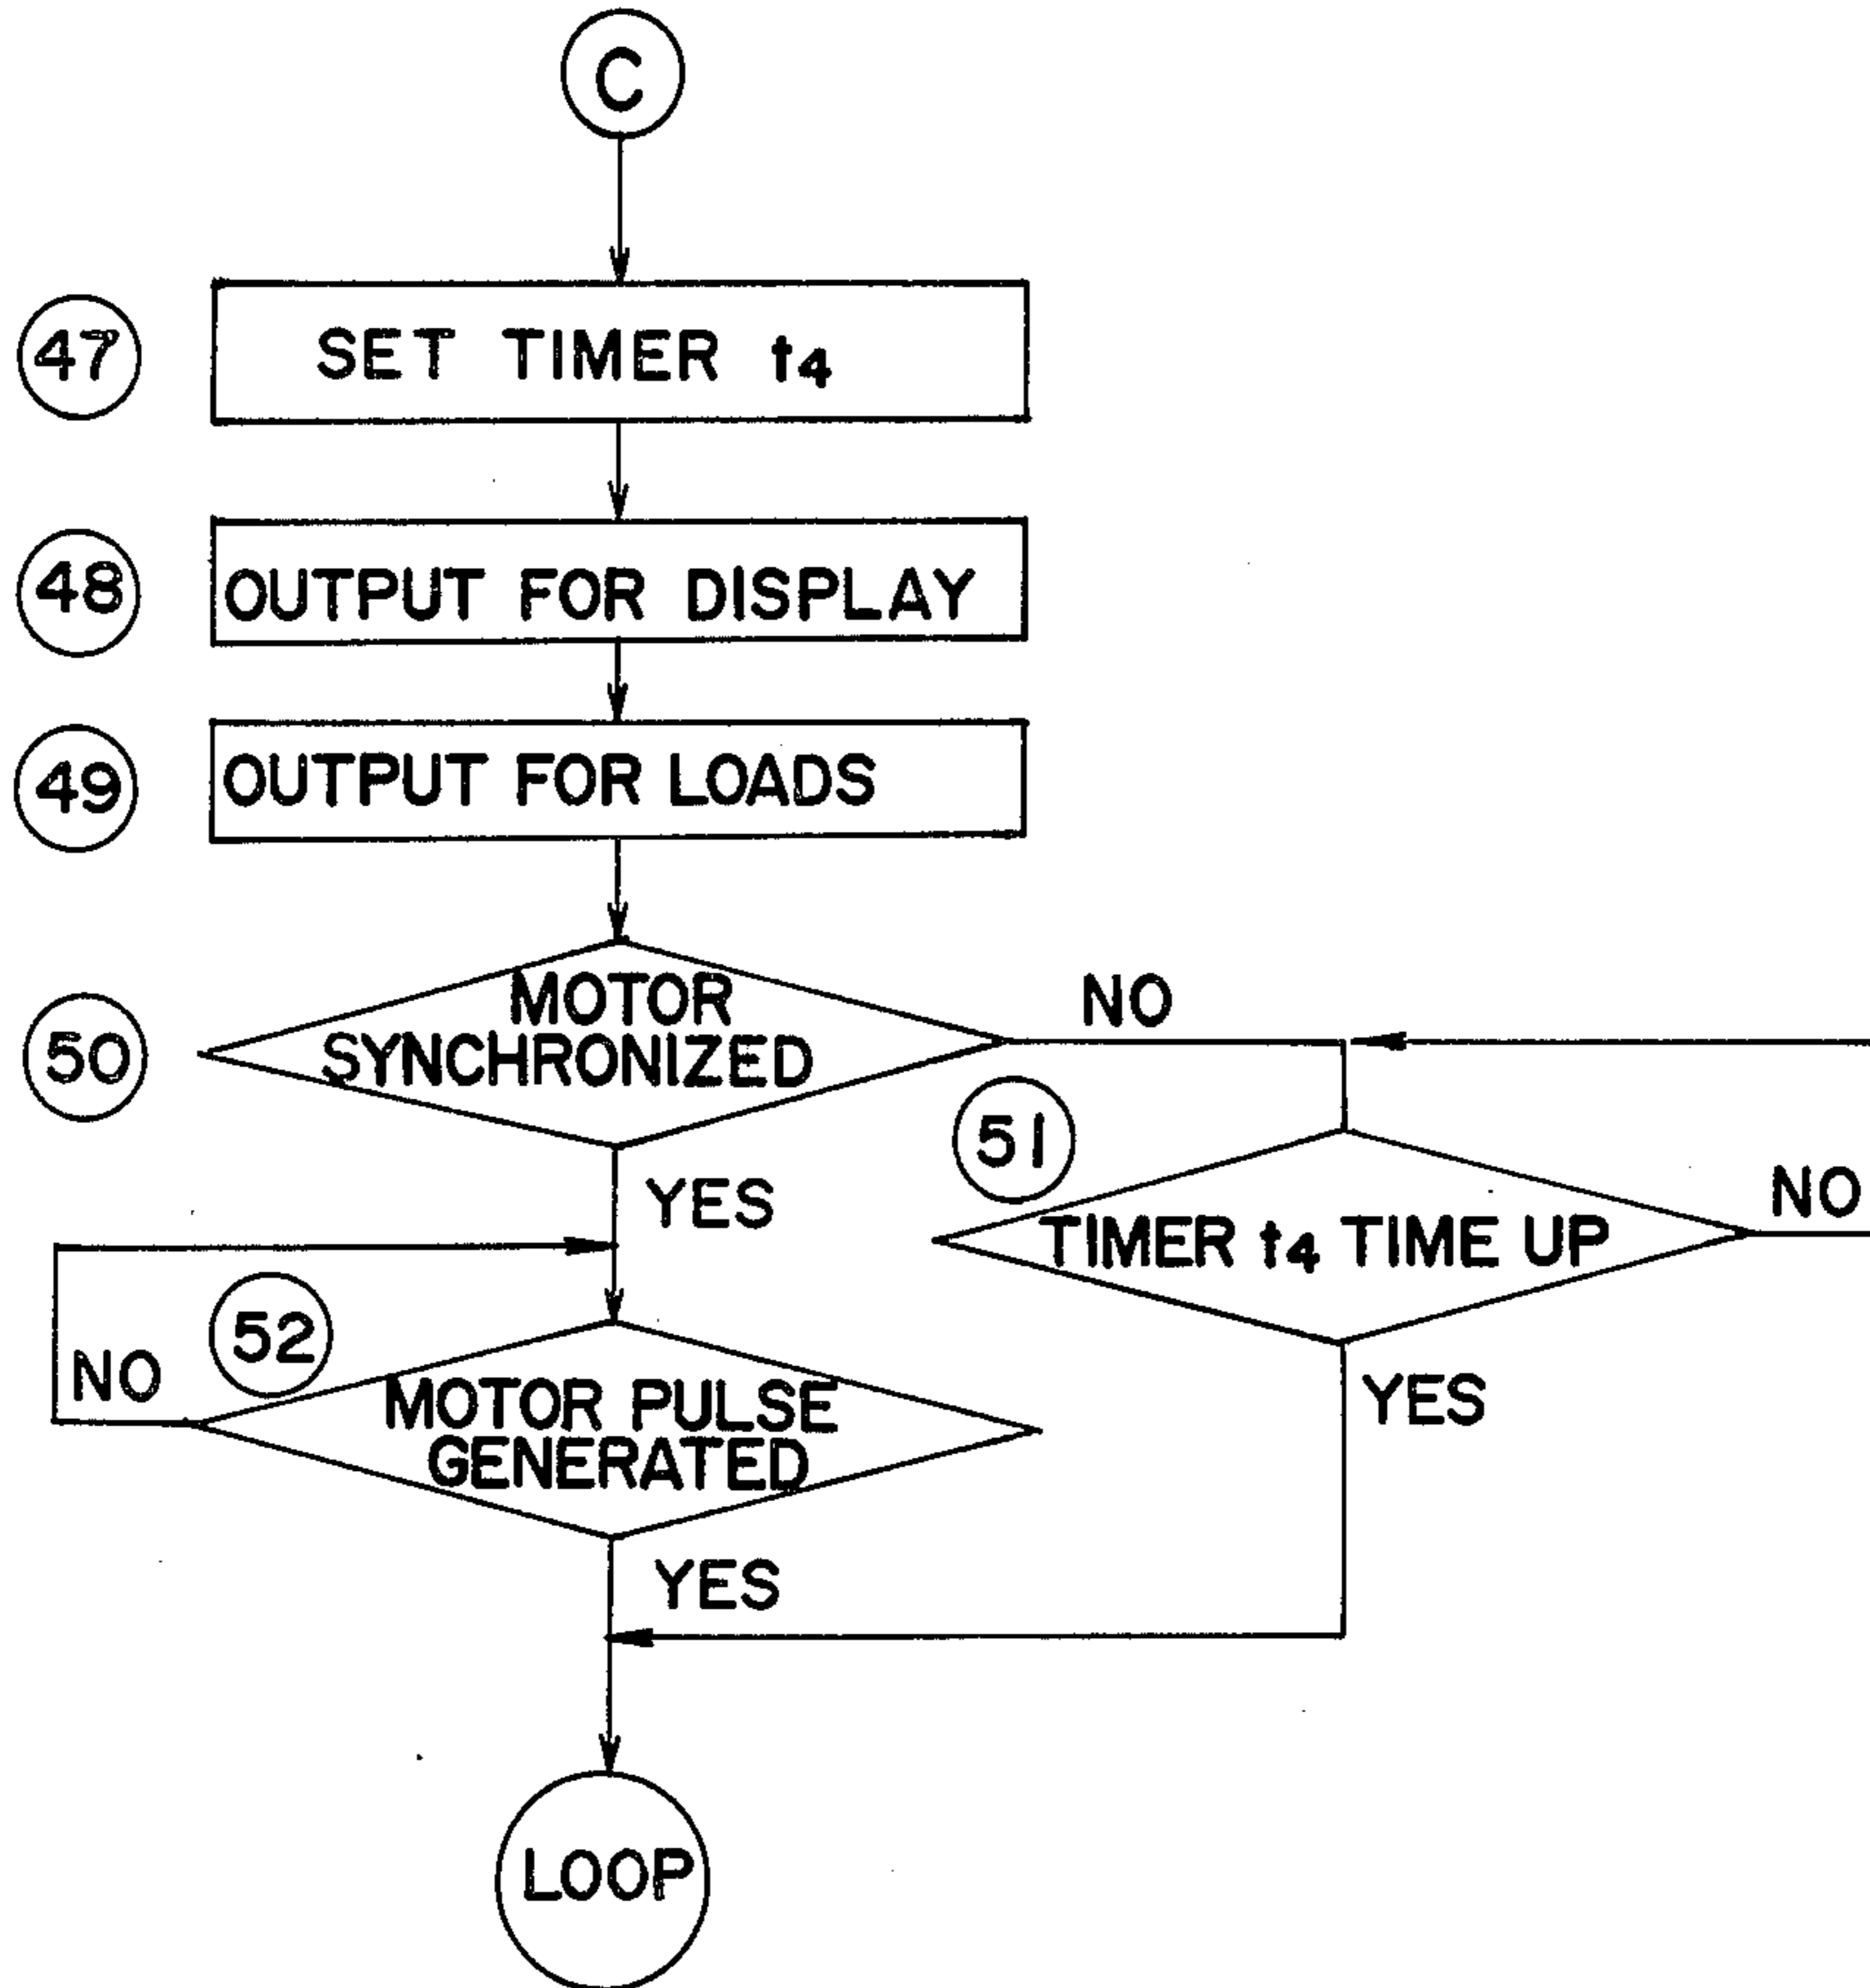 C
47
SET TIMER t4
48
OUTPUT FOR DISPLAY
49
OUTPUT FOR LOADS
50
MOTOR
SYNCHRONIZED
NO
YES
51
TIMER t4 TIME UP
NO
YES
52
NO
MOTOR PULSE
GENERATED
YES
LOOP